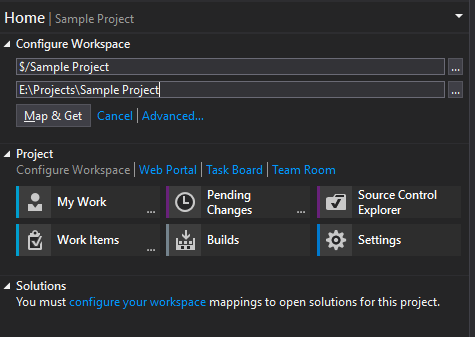 Home | Sample Project
Configure Workspace
$/Sample Project
...
E:\Projects\Sample Project
...
Map & Get Cancel | Advanced...
Project
Configure Workspace | Web Portal | Task Board | Team Room
My Work ...
Pending Changes ...
Source Control Explorer
Work Items ...
Builds
Settings
Solutions
You must configure your workspace mappings to open solutions for this project.